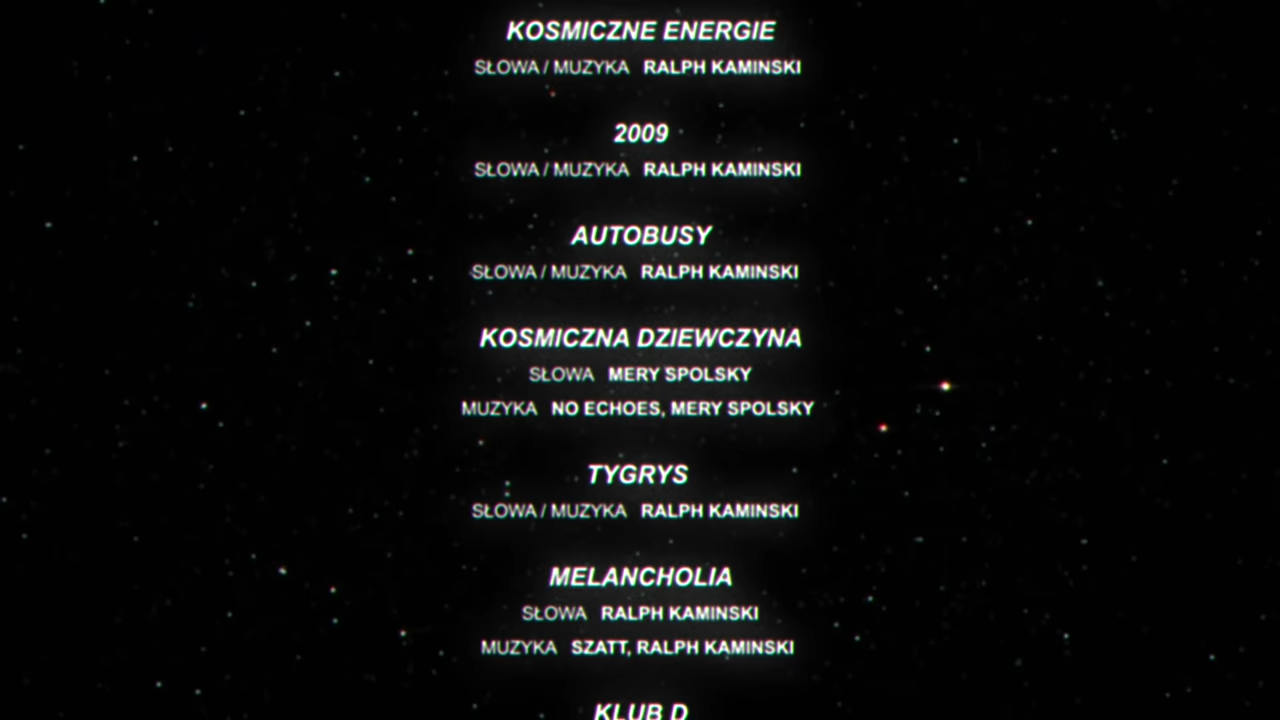 KOSMICZNE ENERGIE
SŁOWA / MUZYKA RALPH KAMINSKI
2009
SŁOWA / MUZYKA RALPH KAMINSKI
AUTOBUSY
SŁOWA / MUZYKA RALPH KAMINSKI
KOSMICZNA DZIEWCZYNA
SŁOWA MERY SPOLSKY
MUZYKA NO ECHOES, MERY SPOLSKY
TYGRYS
SŁOWA / MUZYKA RALPH KAMINSKI
MELANCHOLIA
SŁOWA RALPH KAMINSKI
MUZYKA SZATT, RALPH KAMINSKI
KLUB D